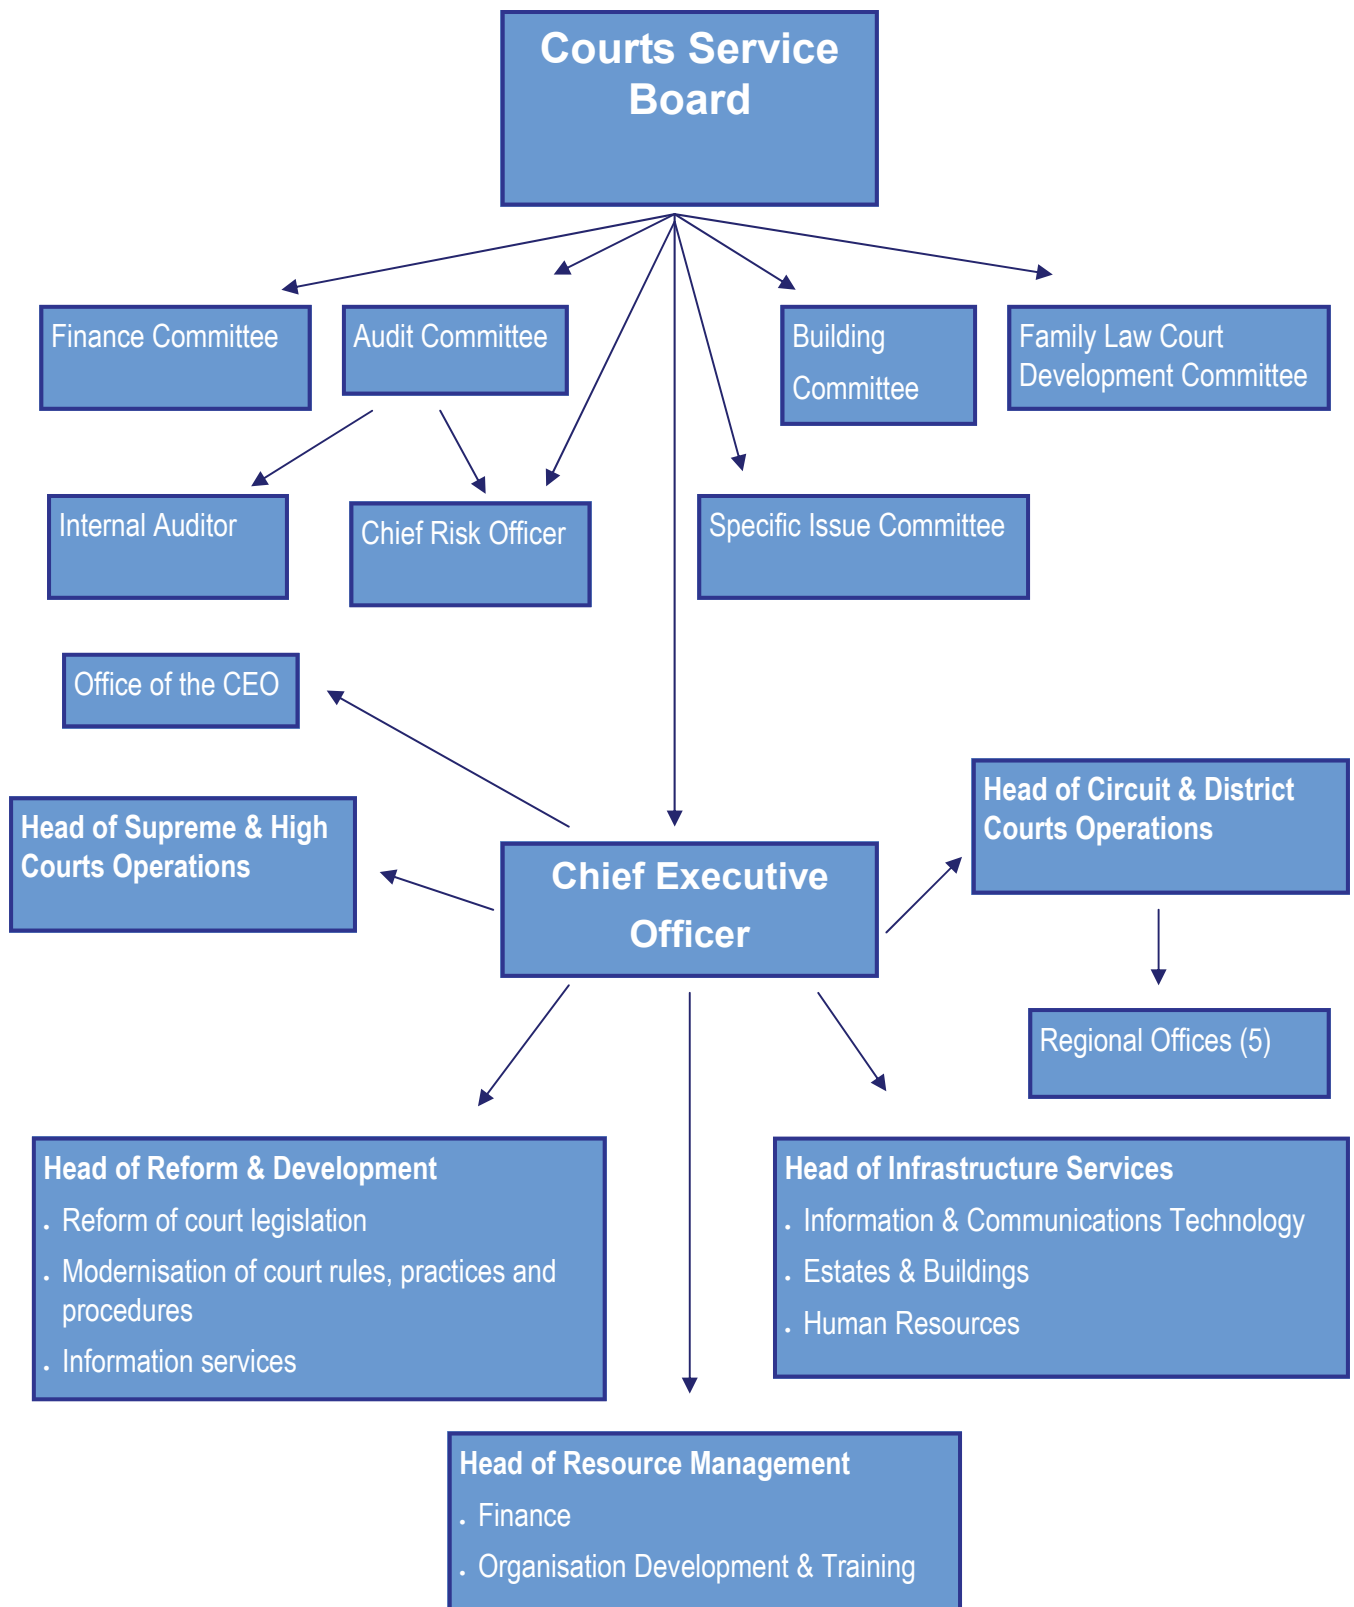 Courts Service
Board
Finance Committee
Audit Committee
Building
Committee
Family Law Court
Development Committee
Internal Auditor
Chief Risk Officer
Specific Issue Committee
Office of the CEO
Head of Supreme & High
Courts Operations
Chief Executive
Officer
Head of Circuit & District
Courts Operations
Regional Offices (5)
Head of Reform & Development
. Reform of court legislation
. Modernisation of court rules, practices and
procedures
. Information services
Head of Infrastructure Services
. Information & Communications Technology
. Estates & Buildings
. Human Resources
Head of Resource Management
. Finance
. Organisation Development & Training